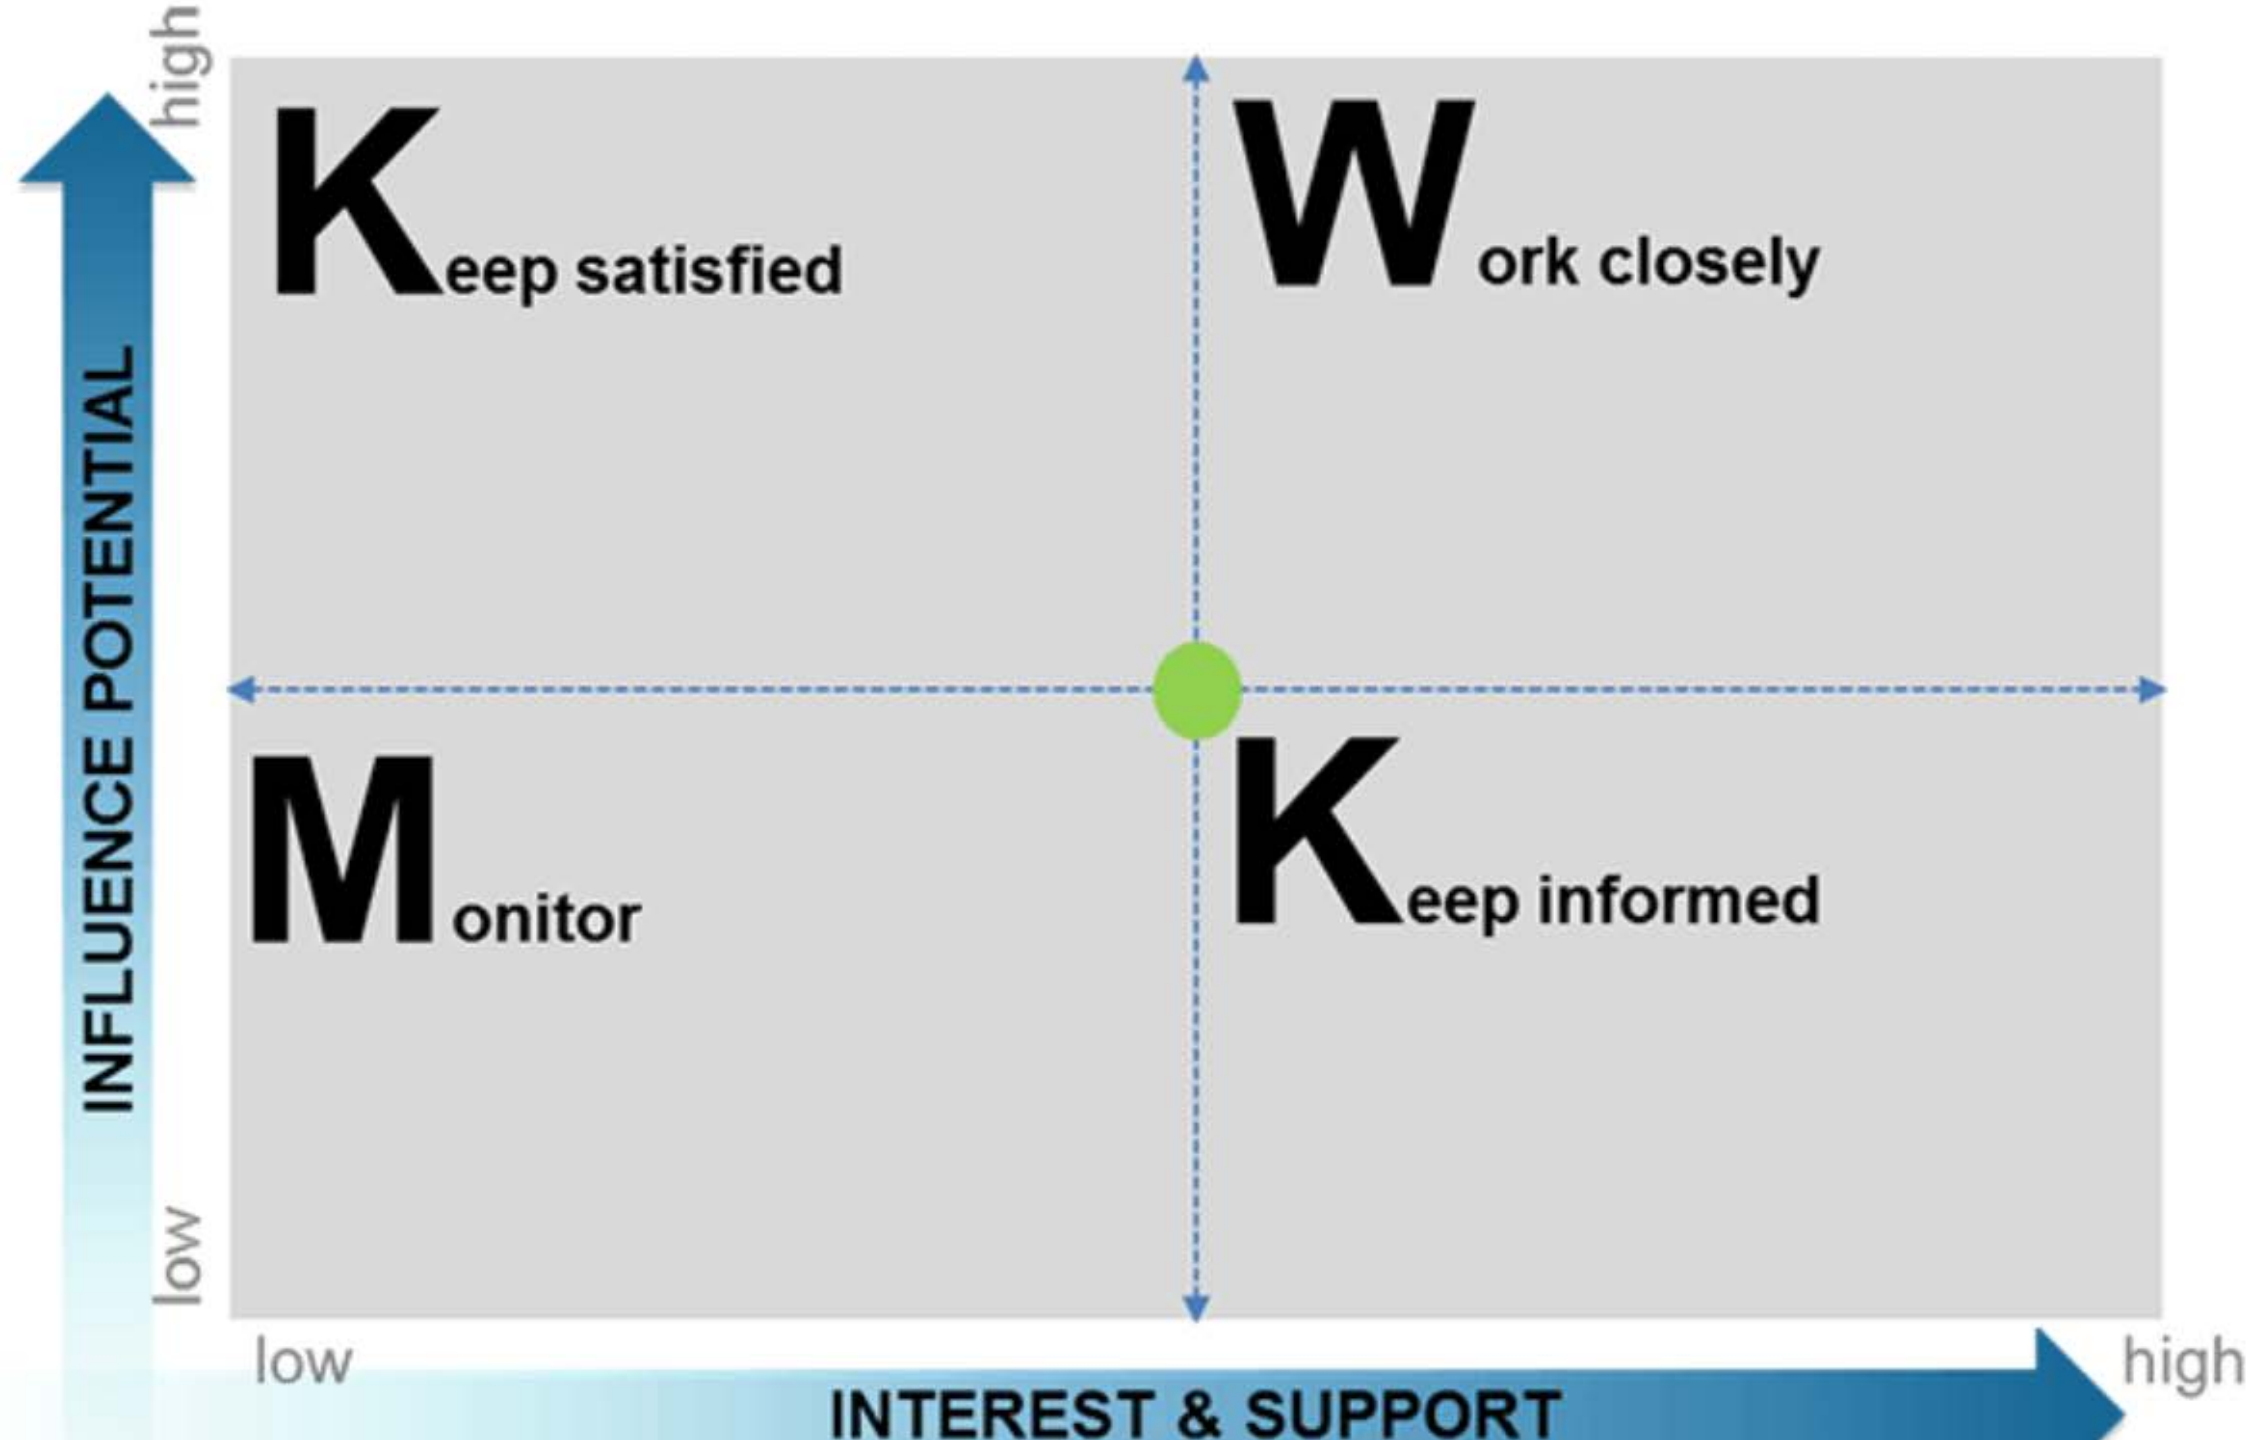 high
Keep satisfied
Work closely
INFLUENCE POTENTIAL
Monitor
Keep informed
low
low
high
INTEREST & SUPPORT